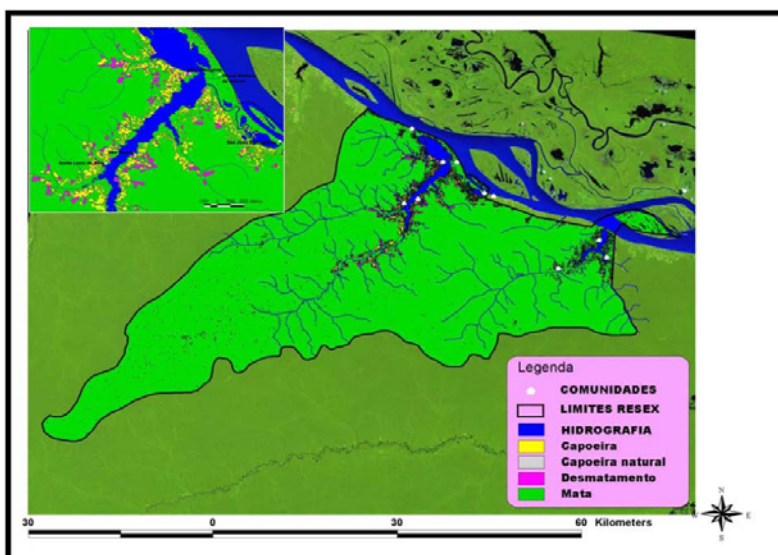 Legenda
COMUNIDADES
LIMITES RESEX
HIDROGRAFIA
Capoeira
Capoeira natural
Desmatamento
Mata
30 0 30 60 Kilometers
N
W E
S